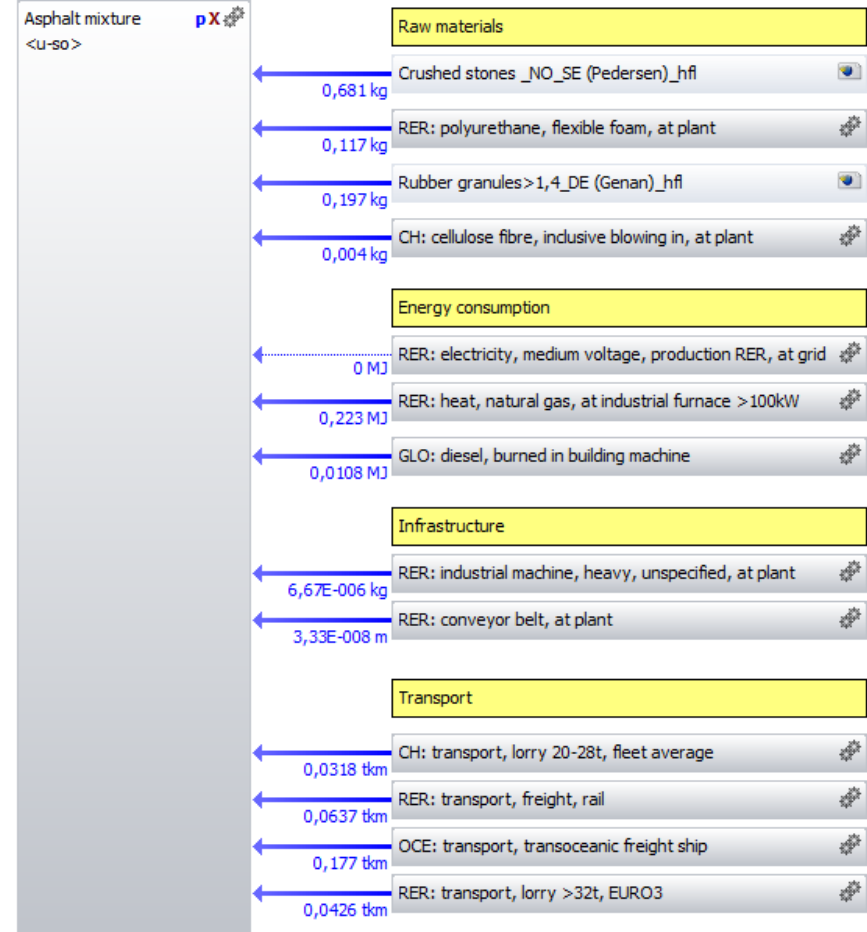 Asphalt mixture pX
<u-so>
Raw materials
Crushed stones _NO_SE (Pedersen)_hfl
0,681 kg
RER: polyurethane, flexible foam, at plant
0,117 kg
Rubber granules>1,4_DE (Genan)_hfl
0,197 kg
CH: cellulose fibre, inclusive blowing in, at plant
0,004 kg
Energy consumption
RER: electricity, medium voltage, production RER, at grid
0 MJ
RER: heat, natural gas, at industrial furnace >100kW
0,223 MJ
GLO: diesel, burned in building machine
0,0108 MJ
Infrastructure
RER: industrial machine, heavy, unspecified, at plant
6,67E-006 kg
RER: conveyor belt, at plant
3,33E-008 m
Transport
CH: transport, lorry 20-28t, fleet average
0,0318 tkm
RER: transport, freight, rail
0,0637 tkm
OCE: transport, transoceanic freight ship
0,177 tkm
RER: transport, lorry >32t, EURO3
0,0426 tkm